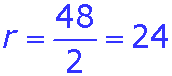 r = 48/2 = 24